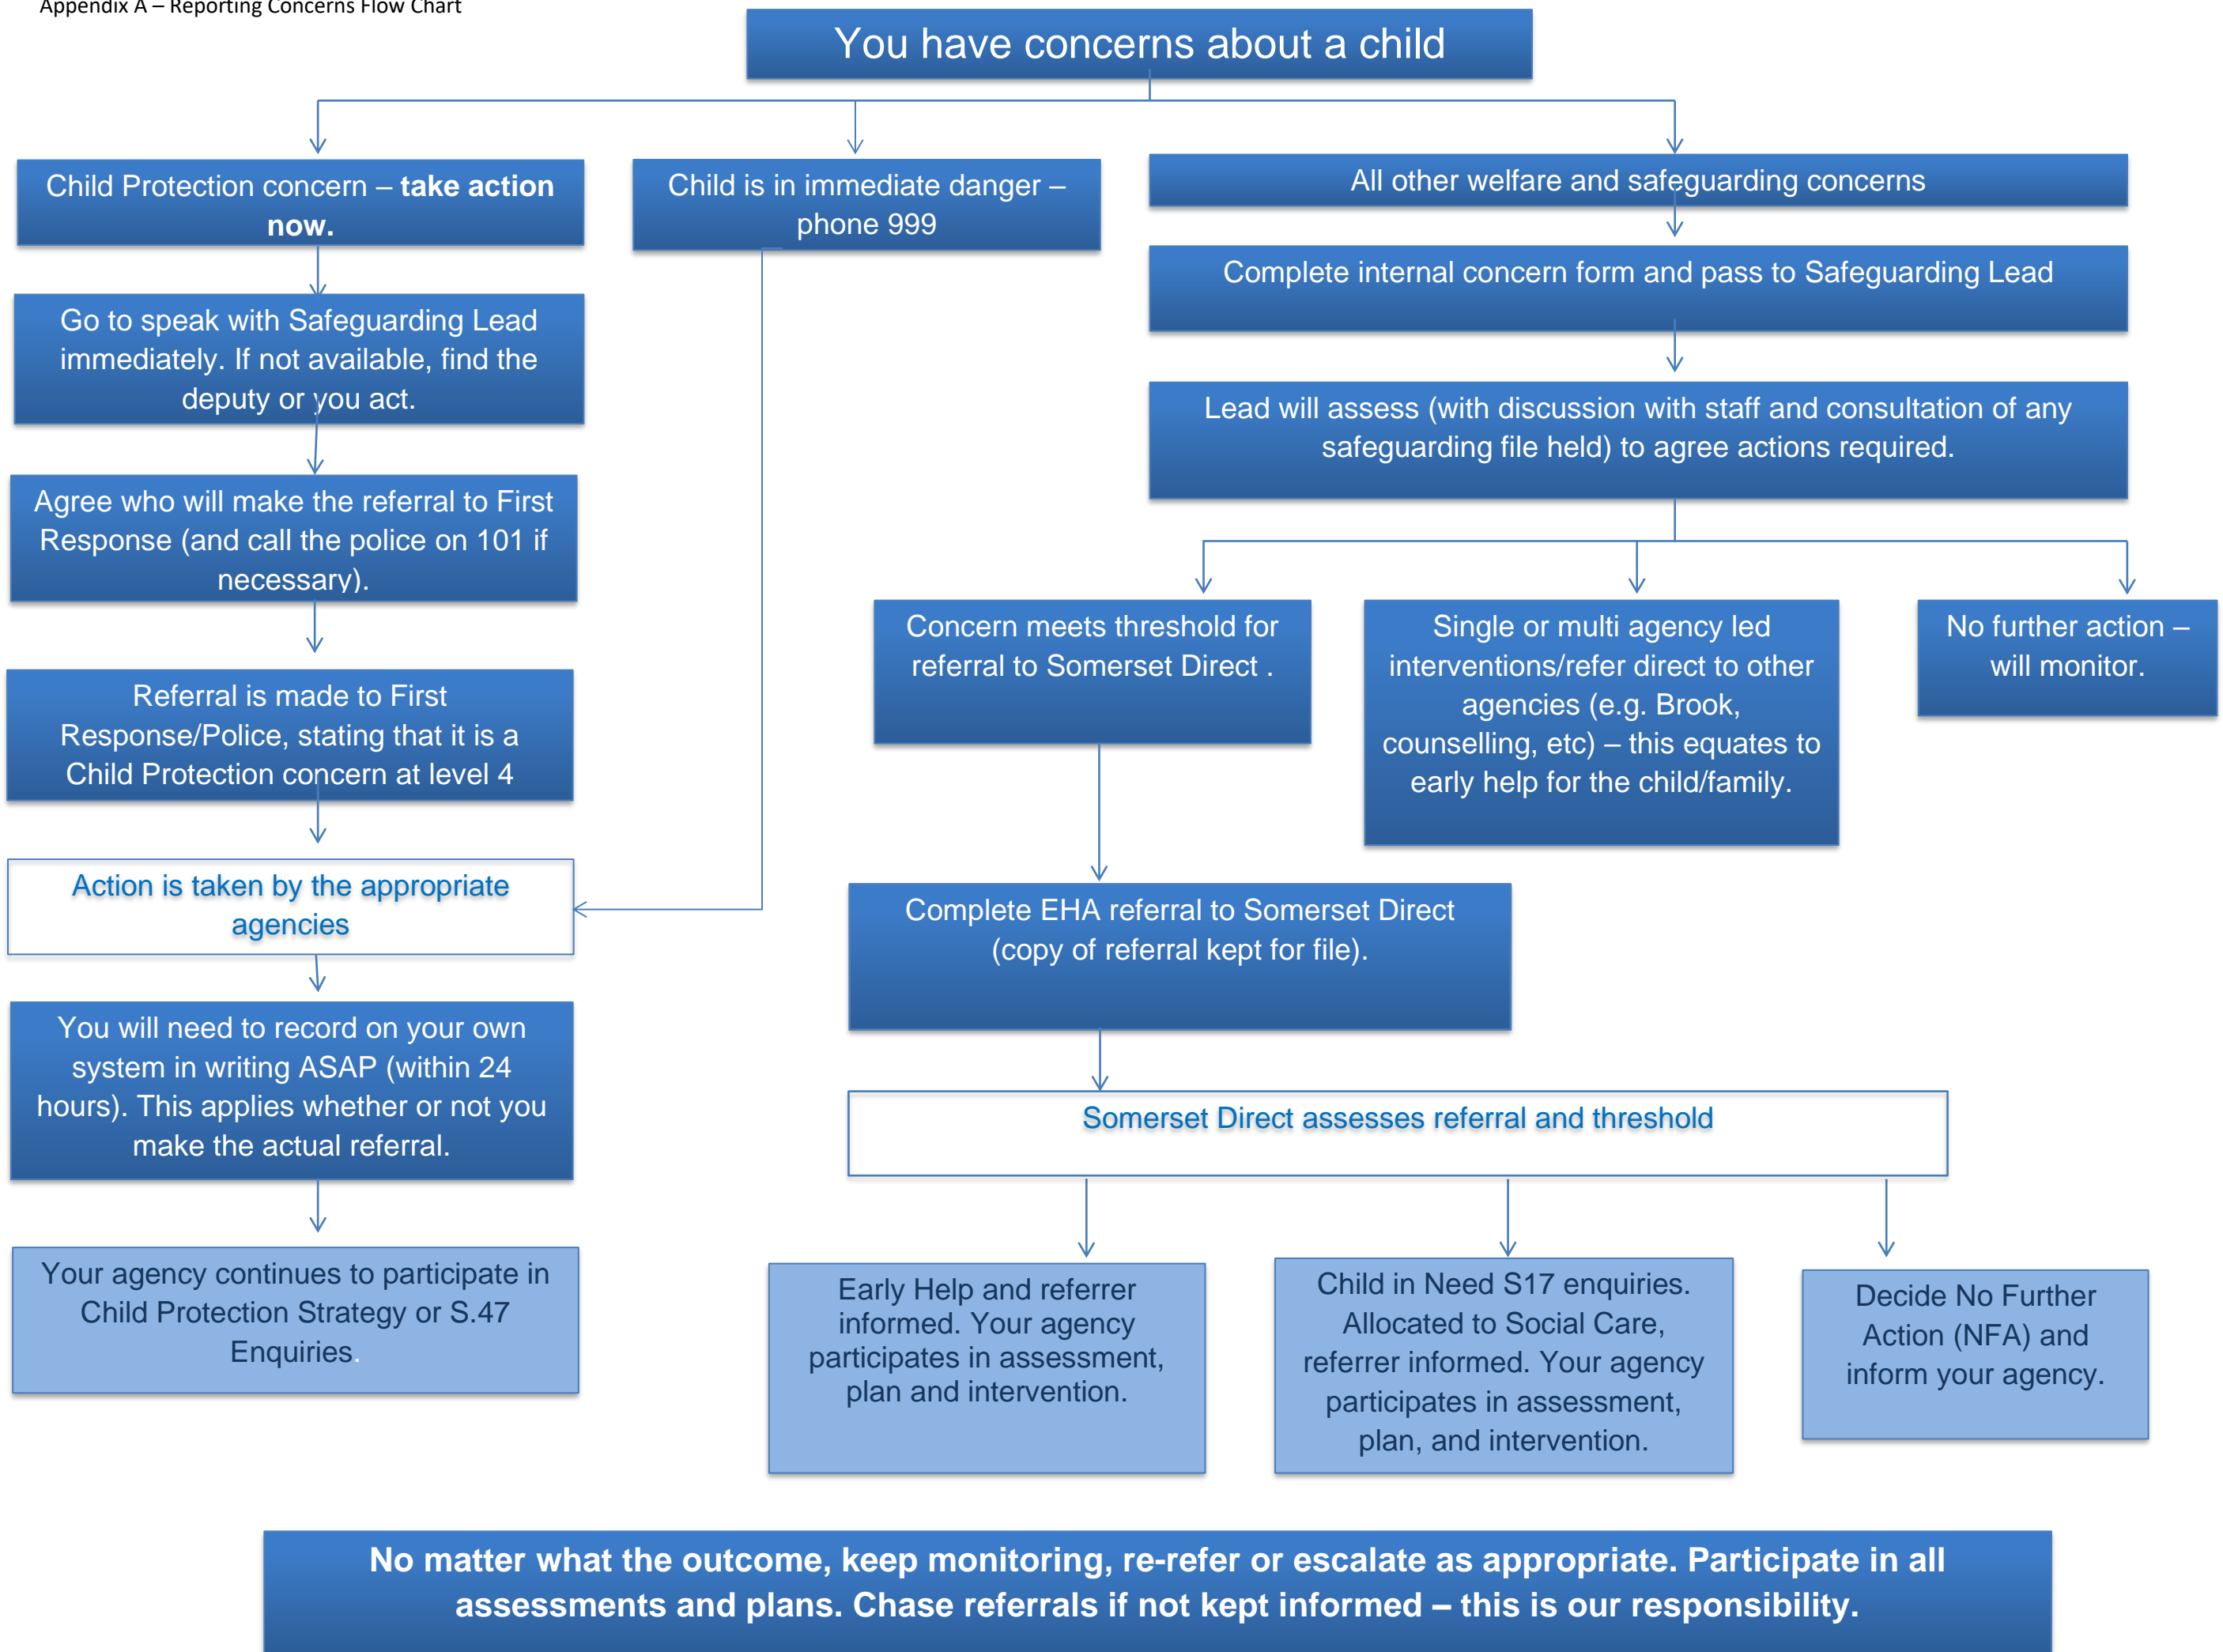 Appendix A – Reporting Concerns Flow Chart
You have concerns about a child
Child Protection concern – take action
now.
Go to speak with Safeguarding Lead
immediately. If not available, find the
deputy or you act.
Agree who will make the referral to First
Response (and call the police on 101 if
necessary).
Referral is made to First
Response/Police, stating that it is a
Child Protection concern at level 4
Action is taken by the appropriate
agencies
You will need to record on your own
system in writing ASAP (within 24
hours). This applies whether or not you
make the actual referral.
Your agency continues to participate in
Child Protection Strategy or S.47
Enquiries.
Child is in immediate danger –
phone 999
All other welfare and safeguarding concerns
Complete internal concern form and pass to Safeguarding Lead
Lead will assess (with discussion with staff and consultation of any
safeguarding file held) to agree actions required.
Concern meets threshold for
referral to Somerset Direct .
Single or multi agency led
interventions/refer direct to other
agencies (e.g. Brook,
counselling, etc) – this equates to
early help for the child/family.
No further action –
will monitor.
Complete EHA referral to Somerset Direct
(copy of referral kept for file).
Somerset Direct assesses referral and threshold
Early Help and referrer
informed. Your agency
participates in assessment,
plan and intervention.
Child in Need S17 enquiries.
Allocated to Social Care,
referrer informed. Your agency
participates in assessment,
plan, and intervention.
Decide No Further
Action (NFA) and
inform your agency.
No matter what the outcome, keep monitoring, re-refer or escalate as appropriate. Participate in all
assessments and plans. Chase referrals if not kept informed – this is our responsibility.